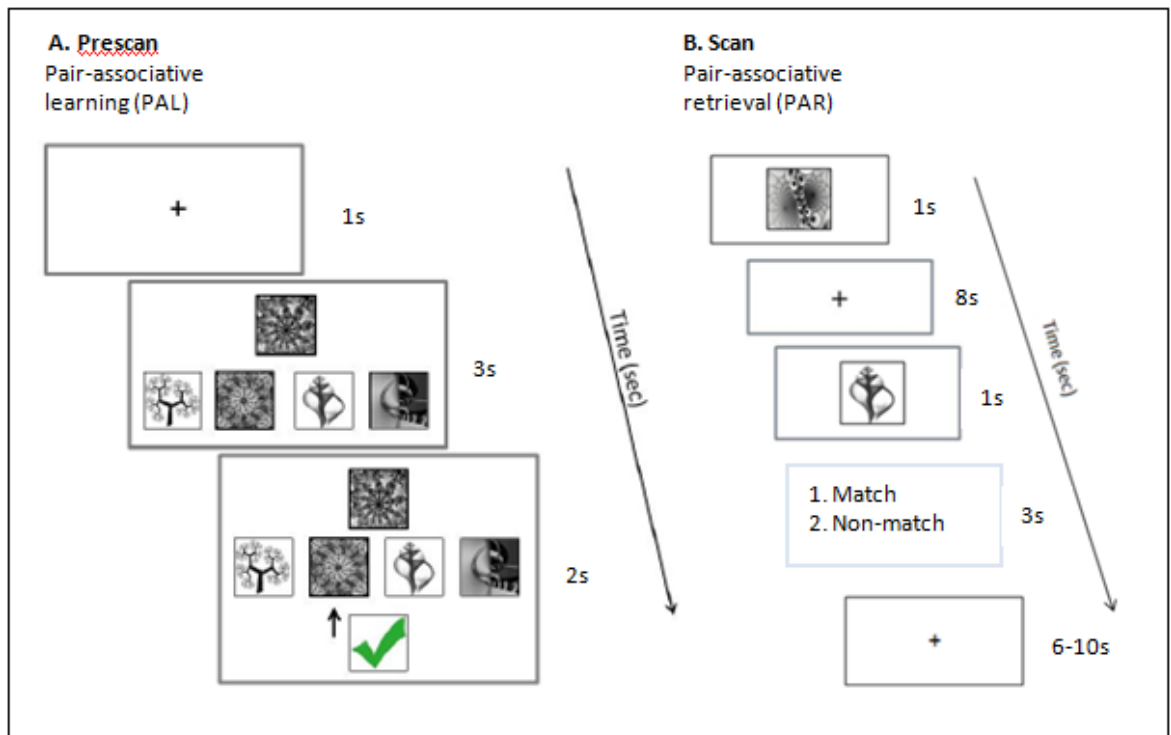 A. Prescan
Pair-associative
learning (PAL)
+
1s
3s
2s
Time (sec)
B. Scan
Pair-associative
retrieval (PAR)
1s
+
8s
1s
1. Match
2. Non-match
3s
+
6-10s
Time (sec)